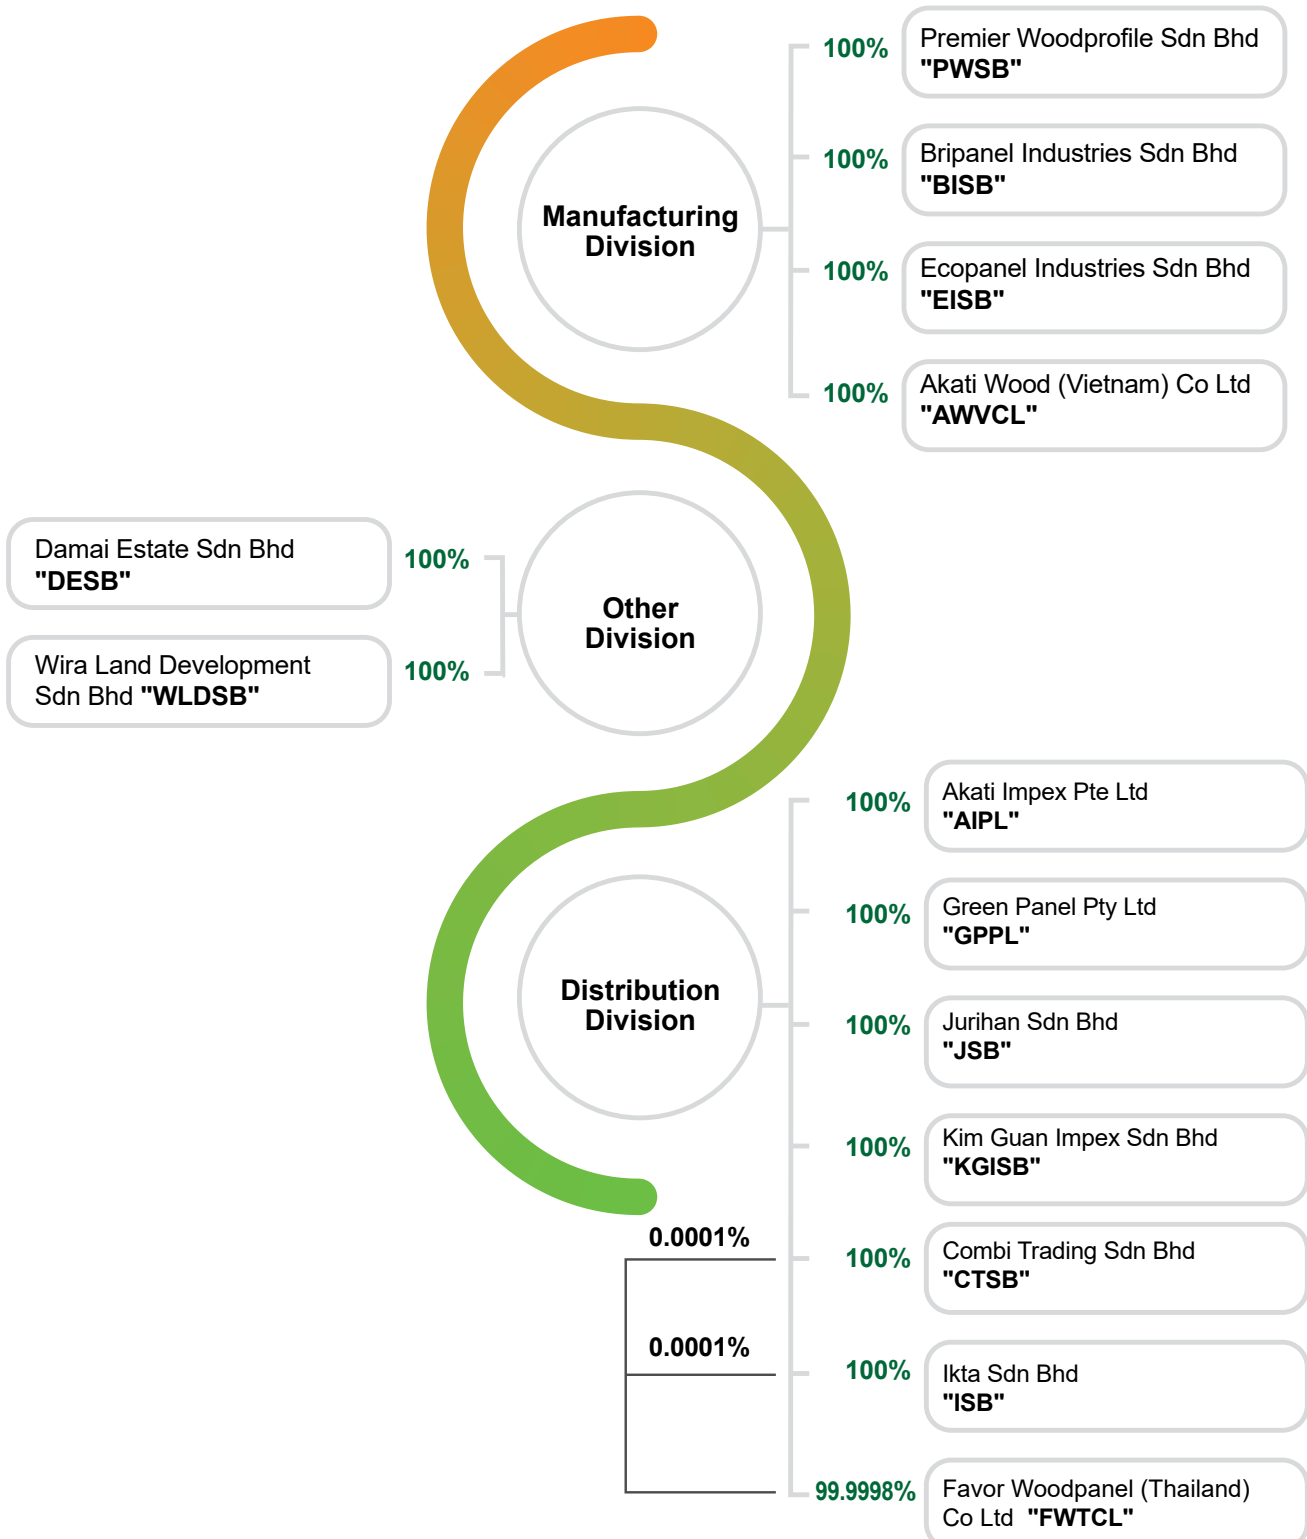 100%
Premier Woodprofile Sdn Bhd
"PWSB"
Manufacturing
Division
100%
Bripanel Industries Sdn Bhd
"BISB"
100%
Ecopanel Industries Sdn Bhd
"EISB"
100%
Akati Wood (Vietnam) Co Ltd
"AWVCL"
Damai Estate Sdn Bhd
"DESB"
100%
Other
Division
Wira Land Development
Sdn Bhd "WLDSB"
100%
100%
Akati Impex Pte Ltd
"AIPL"
100%
Green Panel Pty Ltd
"GPPL"
Distribution
Division
100%
Jurihan Sdn Bhd
"JSB"
100%
Kim Guan Impex Sdn Bhd
"KGISB"
0.0001%
100%
Combi Trading Sdn Bhd
"CTSB"
0.0001%
100%
Ikta Sdn Bhd
"ISB"
99.9998%
Favor Woodpanel (Thailand)
Co Ltd "FWTCL"